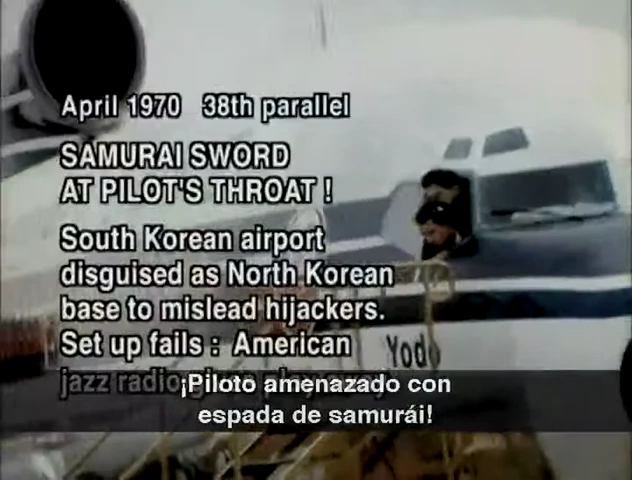 April 1970 38th parallel
SAMURAI SWORD
AT PILOT'S THROAT !
South Korean airport
disguised as North Korean
base to mislead hijackers.
Set up fails : American
Yodo
jazz radio
¡Piloto amenazado con
espada de samurái!